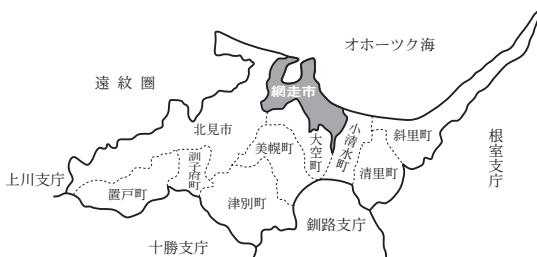 オホーツク海
遠紋圏
網走市
北見市
美幌町
大空町
小清水町
斜里町
根室支庁
訓子府町
清里町
上川支庁
置戸町
津別町
釧路支庁
十勝支庁